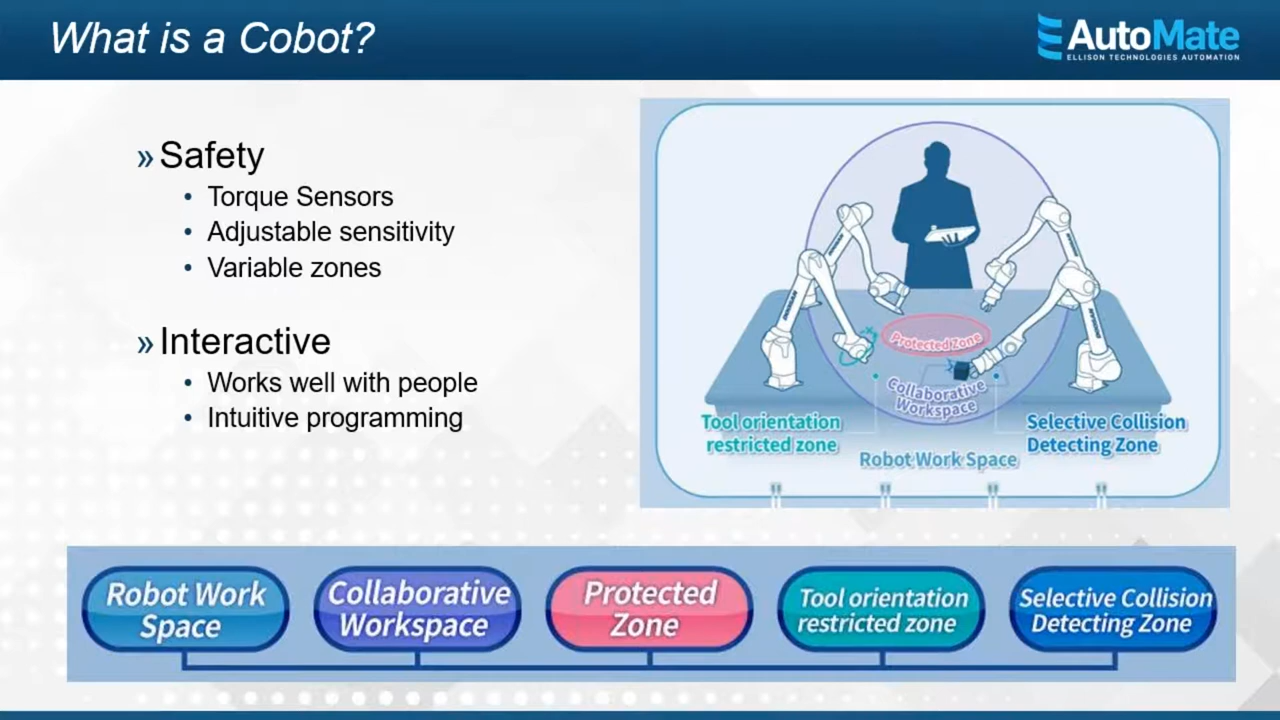 What is a Cobot?
AutoMate
ELLISON TECHNOLOGIES AUTOMATION
» Safety
• Torque Sensors
• Adjustable sensitivity
• Variable zones
» Interactive
• Works well with people
• Intuitive programming
Protected Zone
Collaborative
Workspace
Tool orientation
restricted zone
Robot Work Space
Selective Collision
Detecting Zone
Robot Work
Space
Collaborative
Workspace
Protected
Zone
Tool orientation
restricted zone
Selective Collision
Detecting Zone